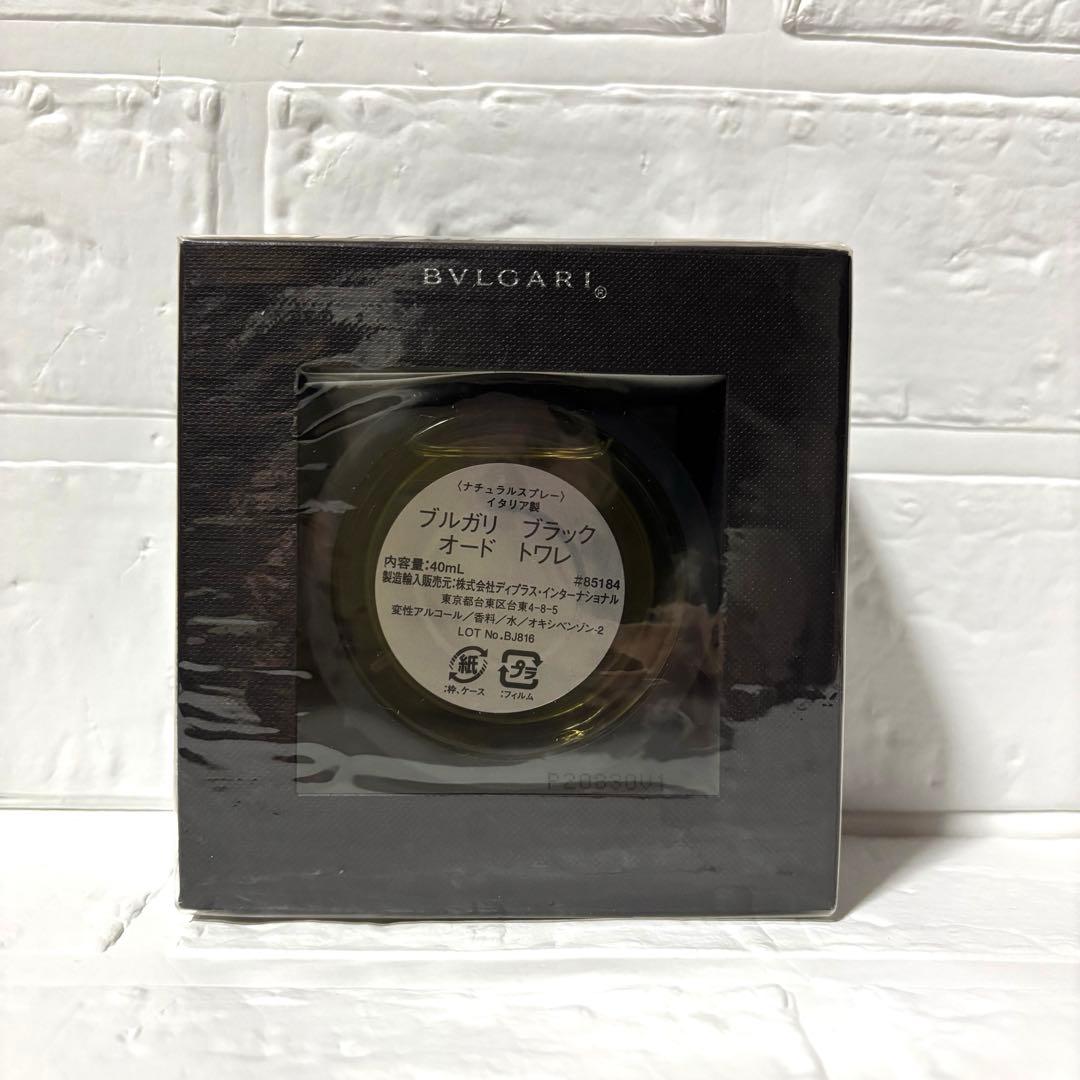 BVLGARI®
〈ナチュラルスプレー〉
イタリア製
ブルガリ ブラック
オード トワレ
内容量:40mL #85184
製造輸入販売元:株式会社ディプラス・インターナショナル
東京都台東区台東4-8-5
変性アルコール/香料/水/オキシベンゾン-2
LOT No.BJ816
紙 プラ
:枠、ケース :フィルム
P20830V1